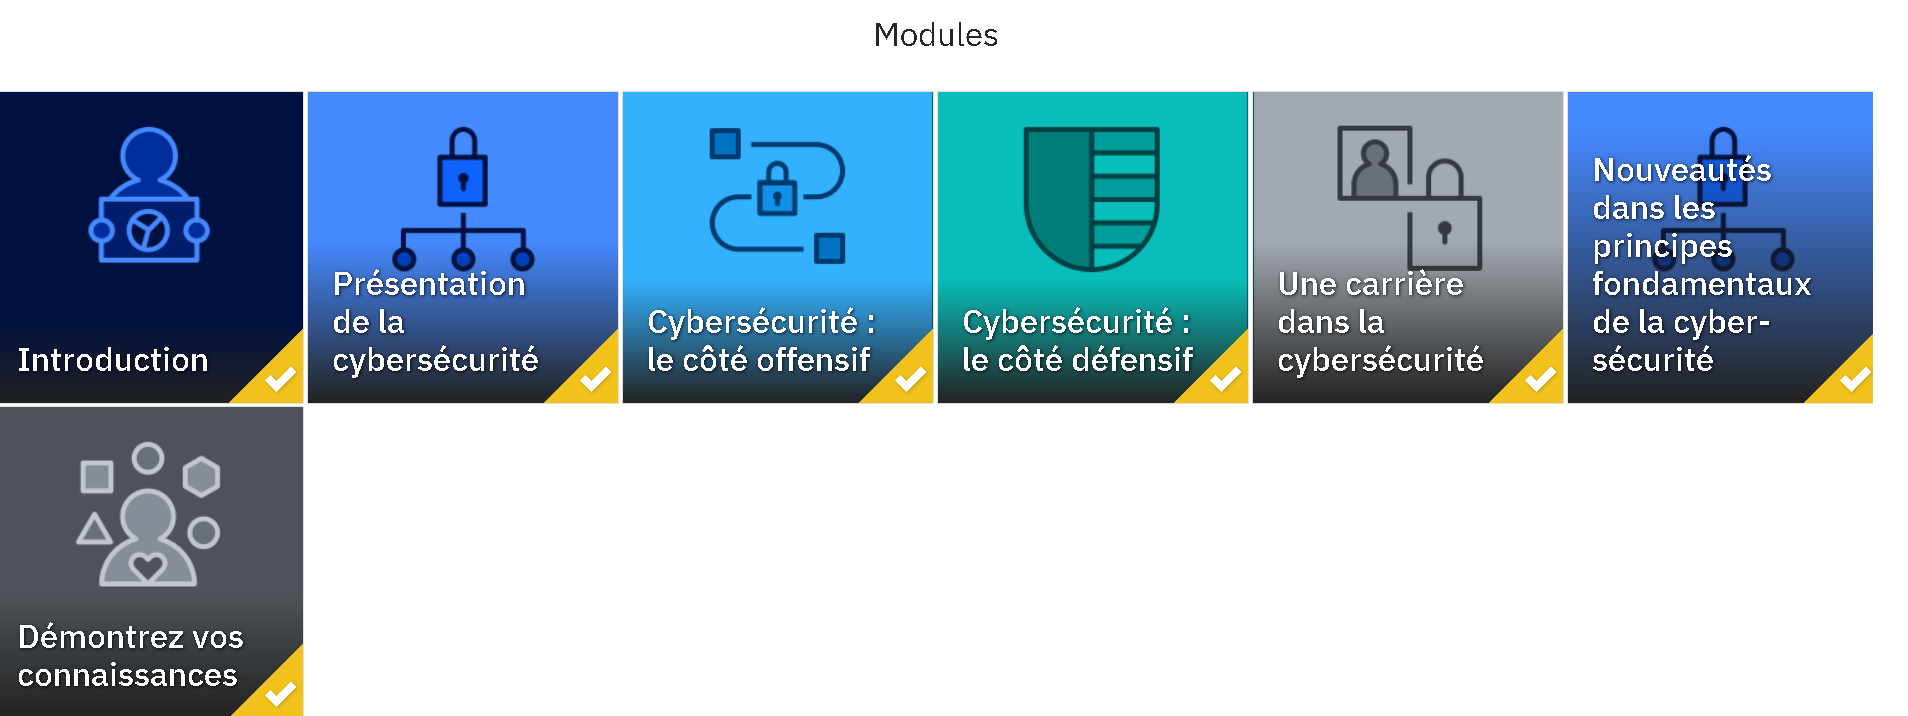 Modules
Introduction
Présentation
de la
cybersécurité
Cybersécurité :
le côté offensif
Cybersécurité :
le côté défensif
Une carrière
dans la
cybersécurité
Nouveautés
dans les
principes
fondamentaux
de la cyber-
sécurité
Démontrez vos
connaissances